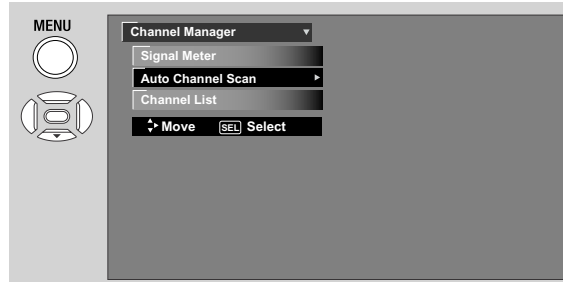 MENU
Channel Manager
Signal Meter
Auto Channel Scan
Channel List
Move SEL Select